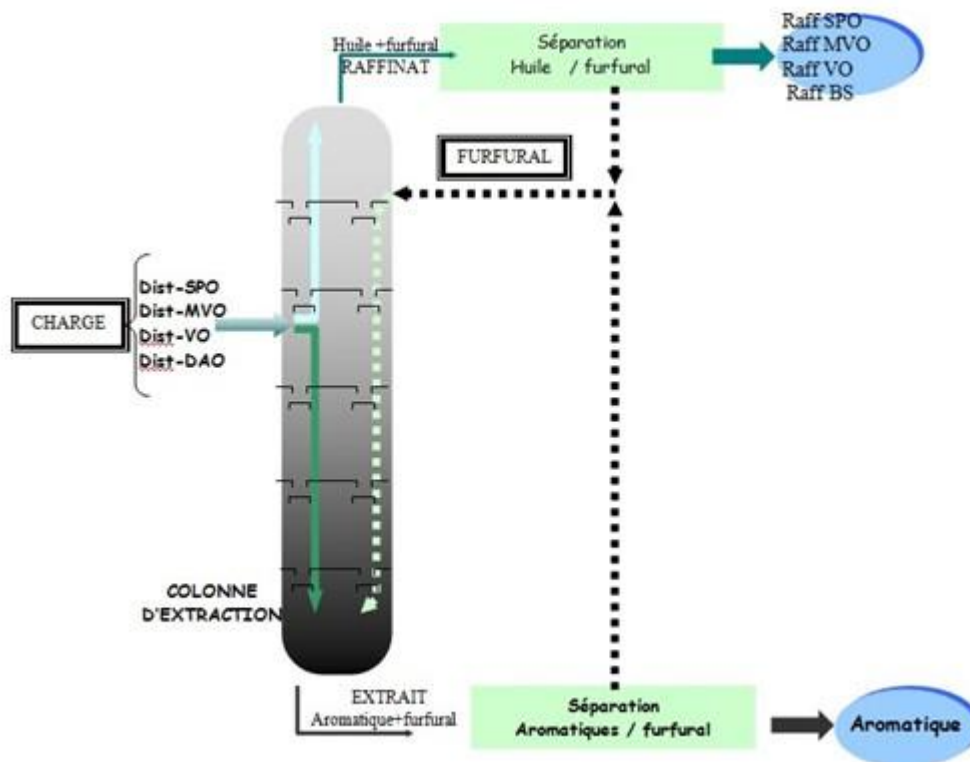 Huile +furfural
RAFFINAT
Séparation
Huile / furfural
Raff SPO
Raff MVO
Raff VO
Raff BS
FURFURAL
CHARGE
Dist-SPO
Dist-MVO
Dist-VO
Dist-DAO
COLONNE
D'EXTRACTION
EXTRAIT
Aromatique+furfural
Séparation
Aromatiques / furfural
Aromatique